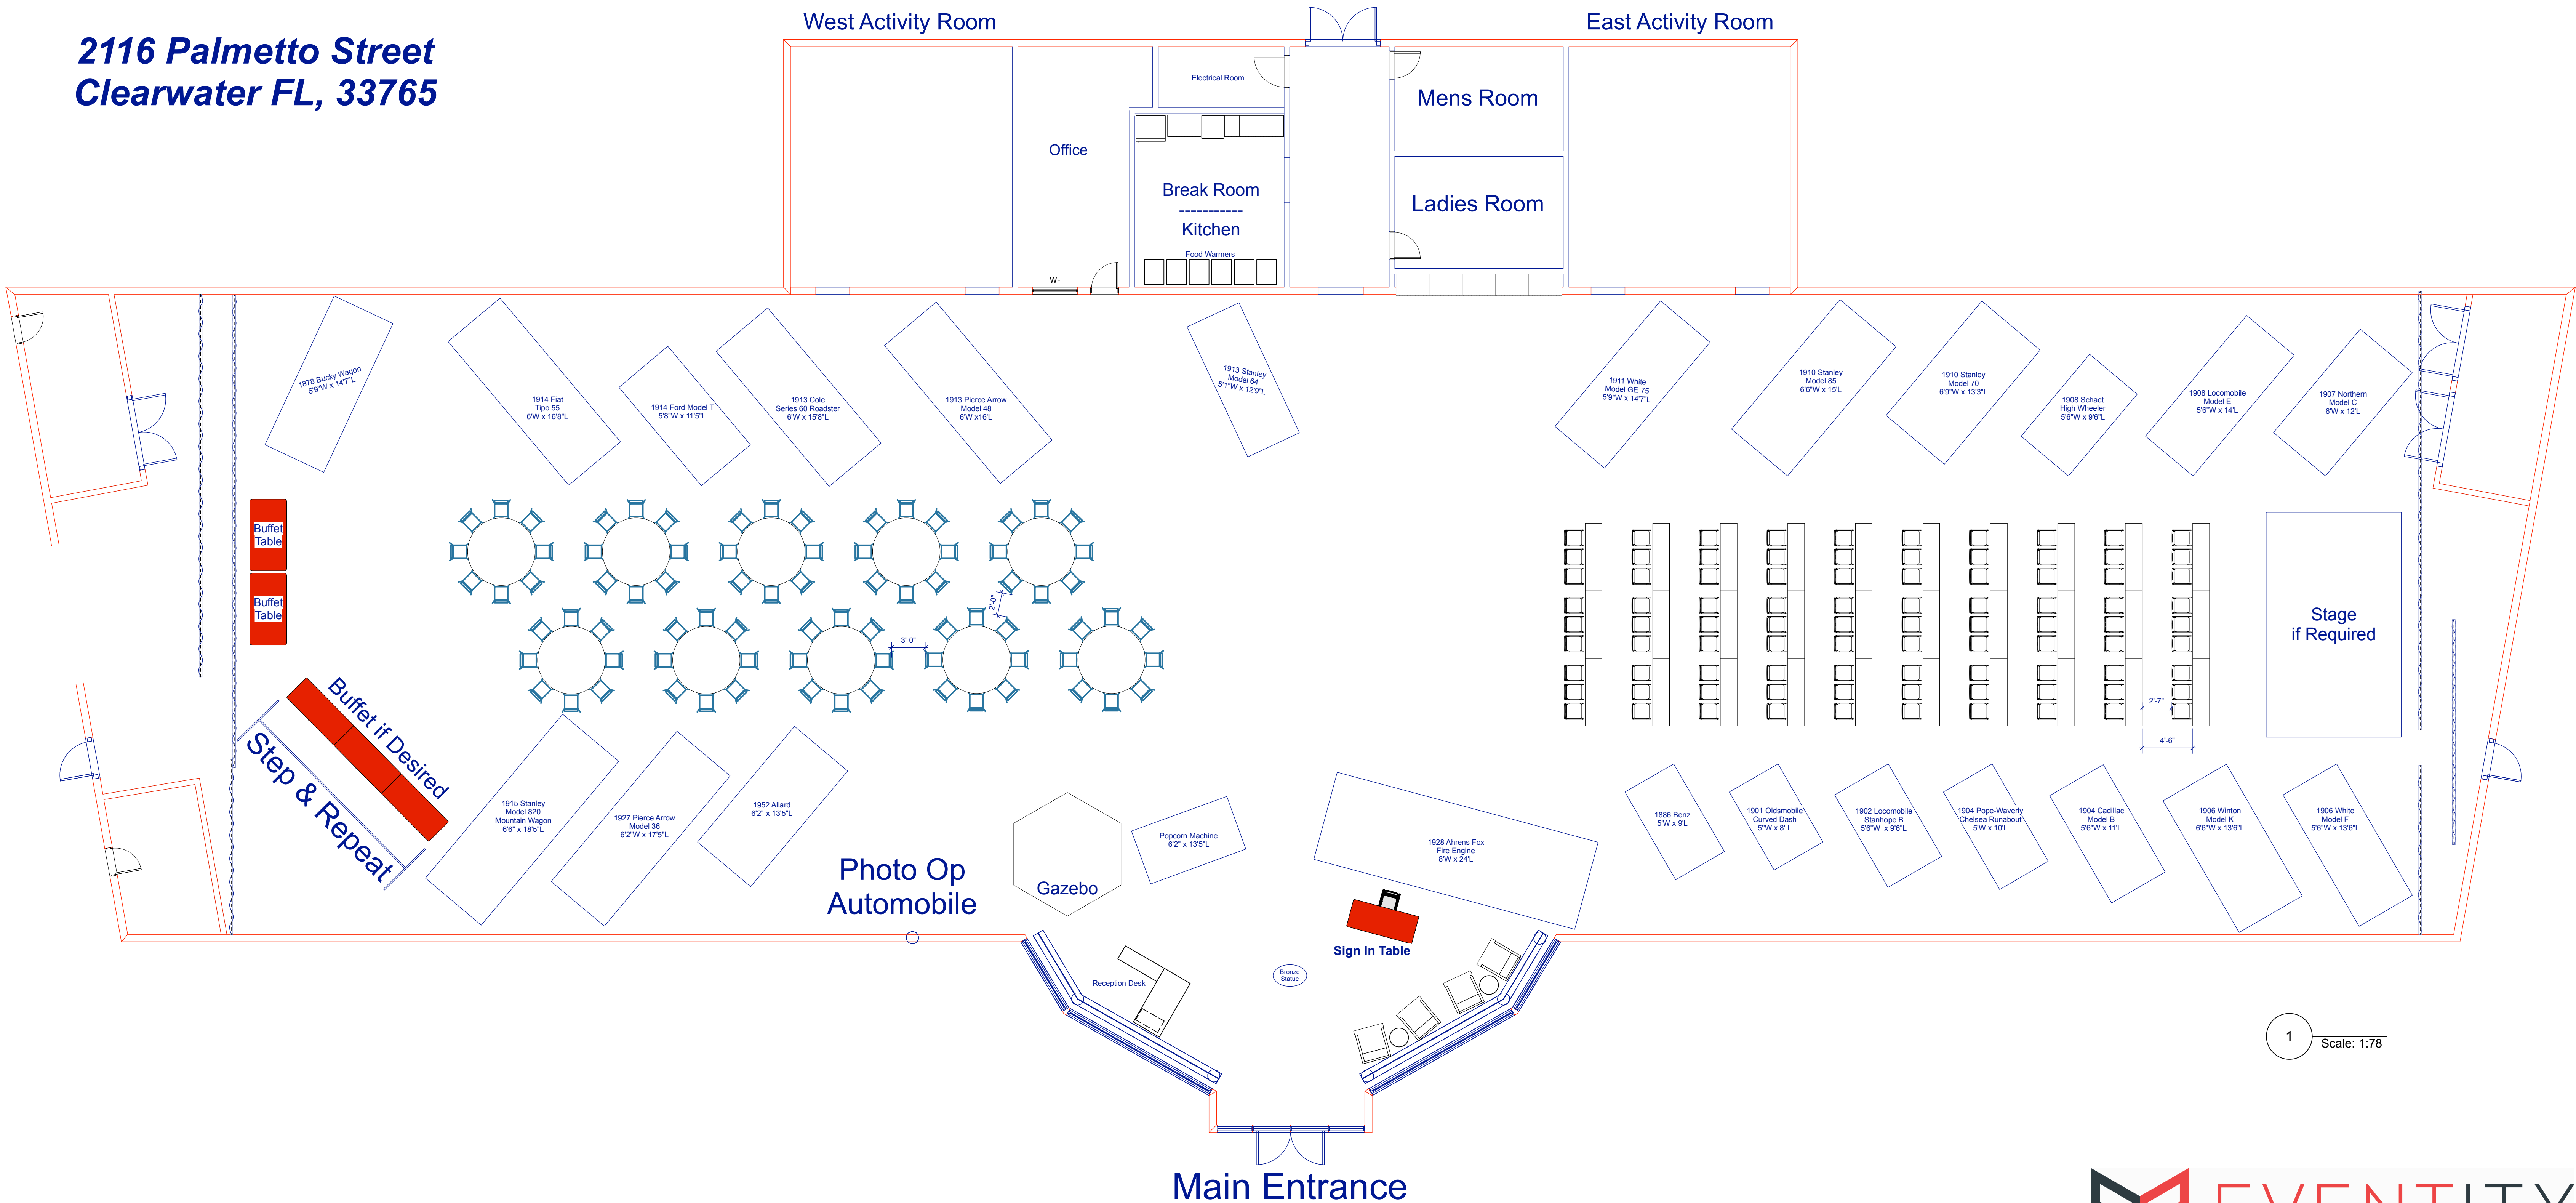 2116 Palmetto Street
Clearwater FL, 33765
West Activity Room
East Activity Room
Electrical Room
Mens Room
Office
Break Room
-----------
Kitchen
Ladies Room
Food Warmers
W-
1878 Bucky Wagon
5'9"W x 14'7"L
1914 Fiat
Tipo 55
6'W x 16'8"L
1914 Ford Model T
5'8"W x 11'5"L
1913 Cole
Series 60 Roadster
6'W x 15'8"L
1913 Pierce Arrow
Model 48
6'W x16'L
1913 Stanley
Model 64
5'1"W x 12'9"L
1911 White
Model GE-75
5'9"W x 14'7"L
1910 Stanley
Model 85
6'6"W x 15'L
1910 Stanley
Model 70
6'9"W x 13'3"L
1908 Schact
High Wheeler
5'6"W x 9'6"L
1908 Locomobile
Model E
5'6"W x 14'L
1907 Northern
Model C
6'W x 12'L
Buffet
Table
Buffet
Table
2'-0"
3'-0"
Stage
if Required
2'-7"
4'-6"
Buffet if Desired
Step & Repeat
1915 Stanley
Model 820
Mountain Wagon
6'6" x 18'5"L
1927 Pierce Arrow
Model 36
6'2"W x 17'5"L
1952 Allard
6'2" x 13'5"L
Photo Op
Automobile
Gazebo
Popcorn Machine
6'2" x 13'5"L
1928 Ahrens Fox
Fire Engine
8'W x 24'L
1886 Benz
5'W x 9'L
1901 Oldsmobile
Curved Dash
5"W x 8' L
1902 Locomobile
Stanhope B
5'6"W x 9'6"L
1904 Pope-Waverly
Chelsea Runabout
5'W x 10'L
1904 Cadillac
Model B
5'6"W x 11'L
1906 Winton
Model K
6'6"W x 13'6"L
1906 White
Model F
5'6"W x 13'6"L
Sign In Table
Bronze
Statue
Reception Desk
1
Scale: 1:78
Main Entrance
EVENTITY